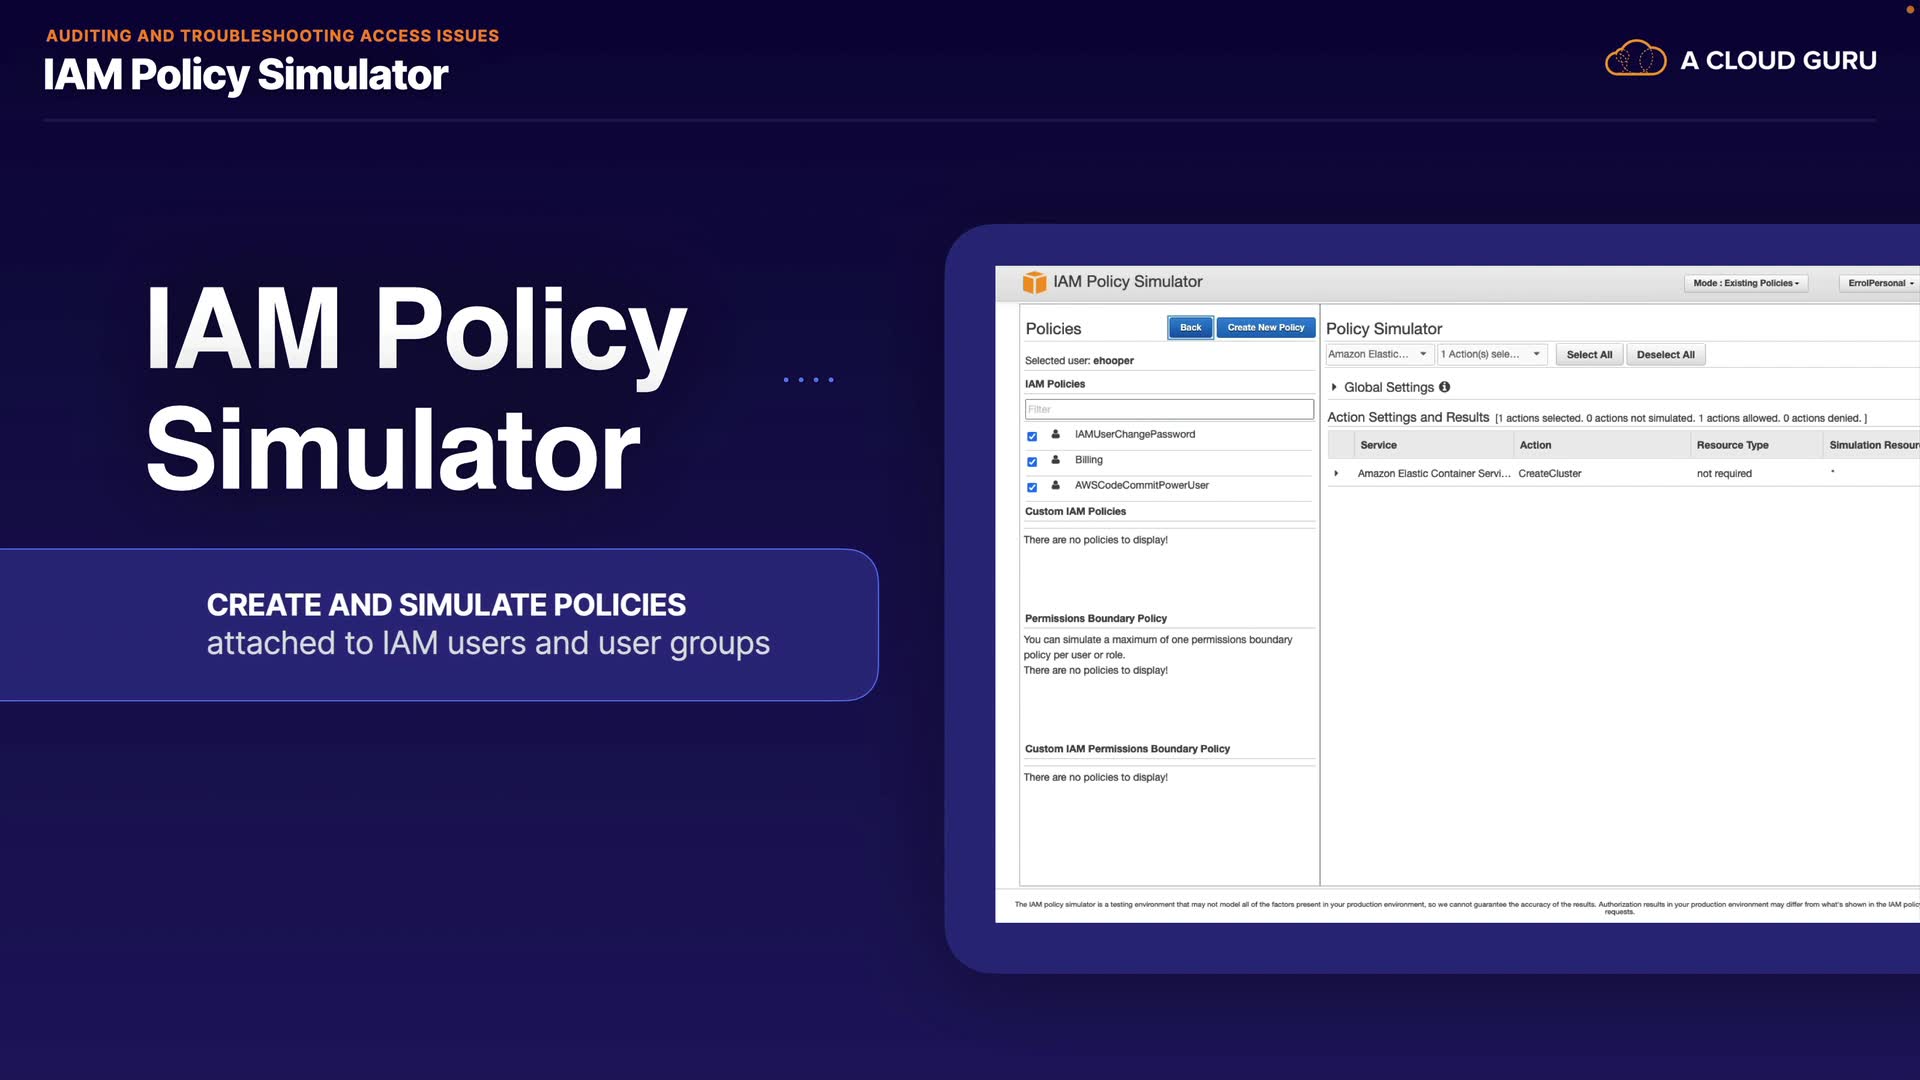 AUDITING AND TROUBLESHOOTING ACCESS ISSUES
IAM Policy Simulator
A CLOUD GURU
IAM Policy
Simulator
CREATE AND SIMULATE POLICIES
attached to IAM users and user groups
IAM Policy Simulator
Mode : Existing Policies
ErrolPersonal
Policies
Back
Create New Policy
Selected user: ehooper
IAM Policies
Filter
IAMUserChangePassword
Billing
AWSCodeCommitPowerUser
Custom IAM Policies
There are no policies to display!
Permissions Boundary Policy
You can simulate a maximum of one permissions boundary
policy per user or role.
There are no policies to display!
Custom IAM Permissions Boundary Policy
There are no policies to display!
Policy Simulator
Amazon Elastic...
1 Action(s) sele...
Select All
Deselect All
Global Settings
Action Settings and Results [1 actions selected. 0 actions not simulated. 1 actions allowed. 0 actions denied. ]
Service Action Resource Type Simulation Resour
Amazon Elastic Container Servi... CreateCluster not required *
The IAM policy simulator is a testing environment that may not model all of the factors present in your production environment, so we cannot guarantee the accuracy of the results. Authorization results in your production environment may differ from what's shown in the IAM policy
requests.